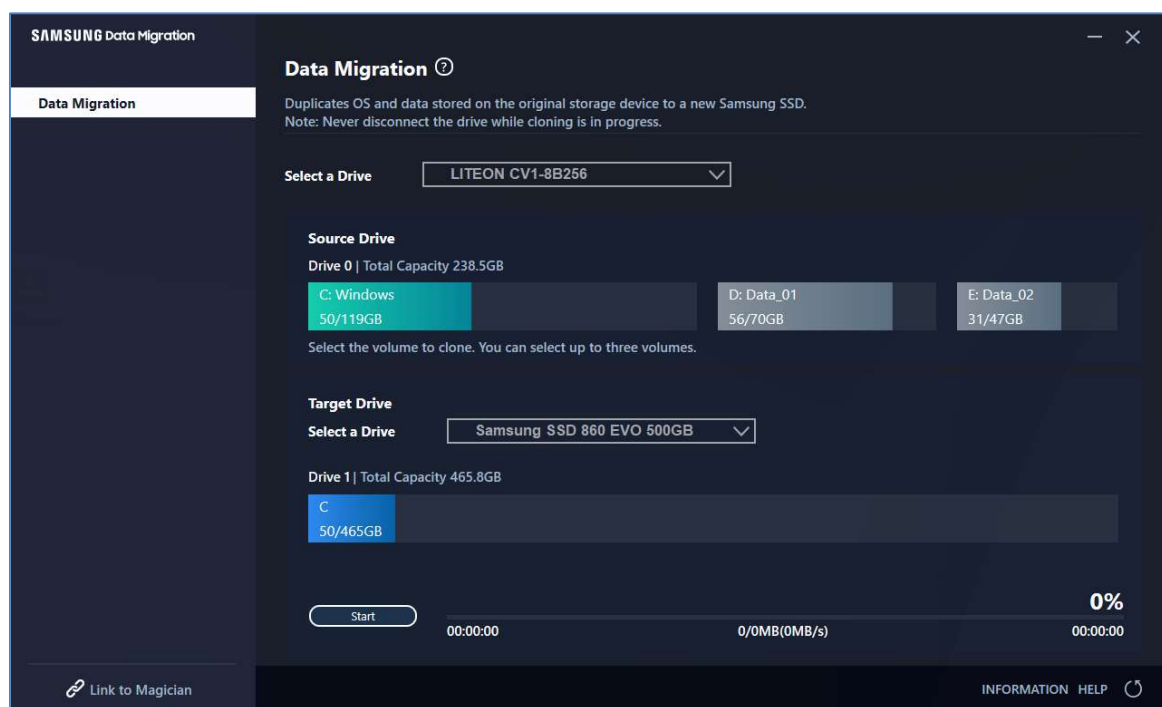 SAMSUNG Data Migration
Data Migration
Data Migration ?
Duplicates OS and data stored on the original storage device to a new Samsung SSD.
Note: Never disconnect the drive while cloning is in progress.
Select a Drive LITEON CV1-8B256
Source Drive
Drive 0 | Total Capacity 238.5GB
C: Windows D: Data_01 E: Data_02
50/119GB 56/70GB 31/47GB
Select the volume to clone. You can select up to three volumes.
Target Drive
Select a Drive Samsung SSD 860 EVO 500GB
Drive 1 | Total Capacity 465.8GB
C
50/465GB
0%
Start
00:00:00 0/0MB(0MB/s) 00:00:00
Link to Magician
INFORMATION HELP